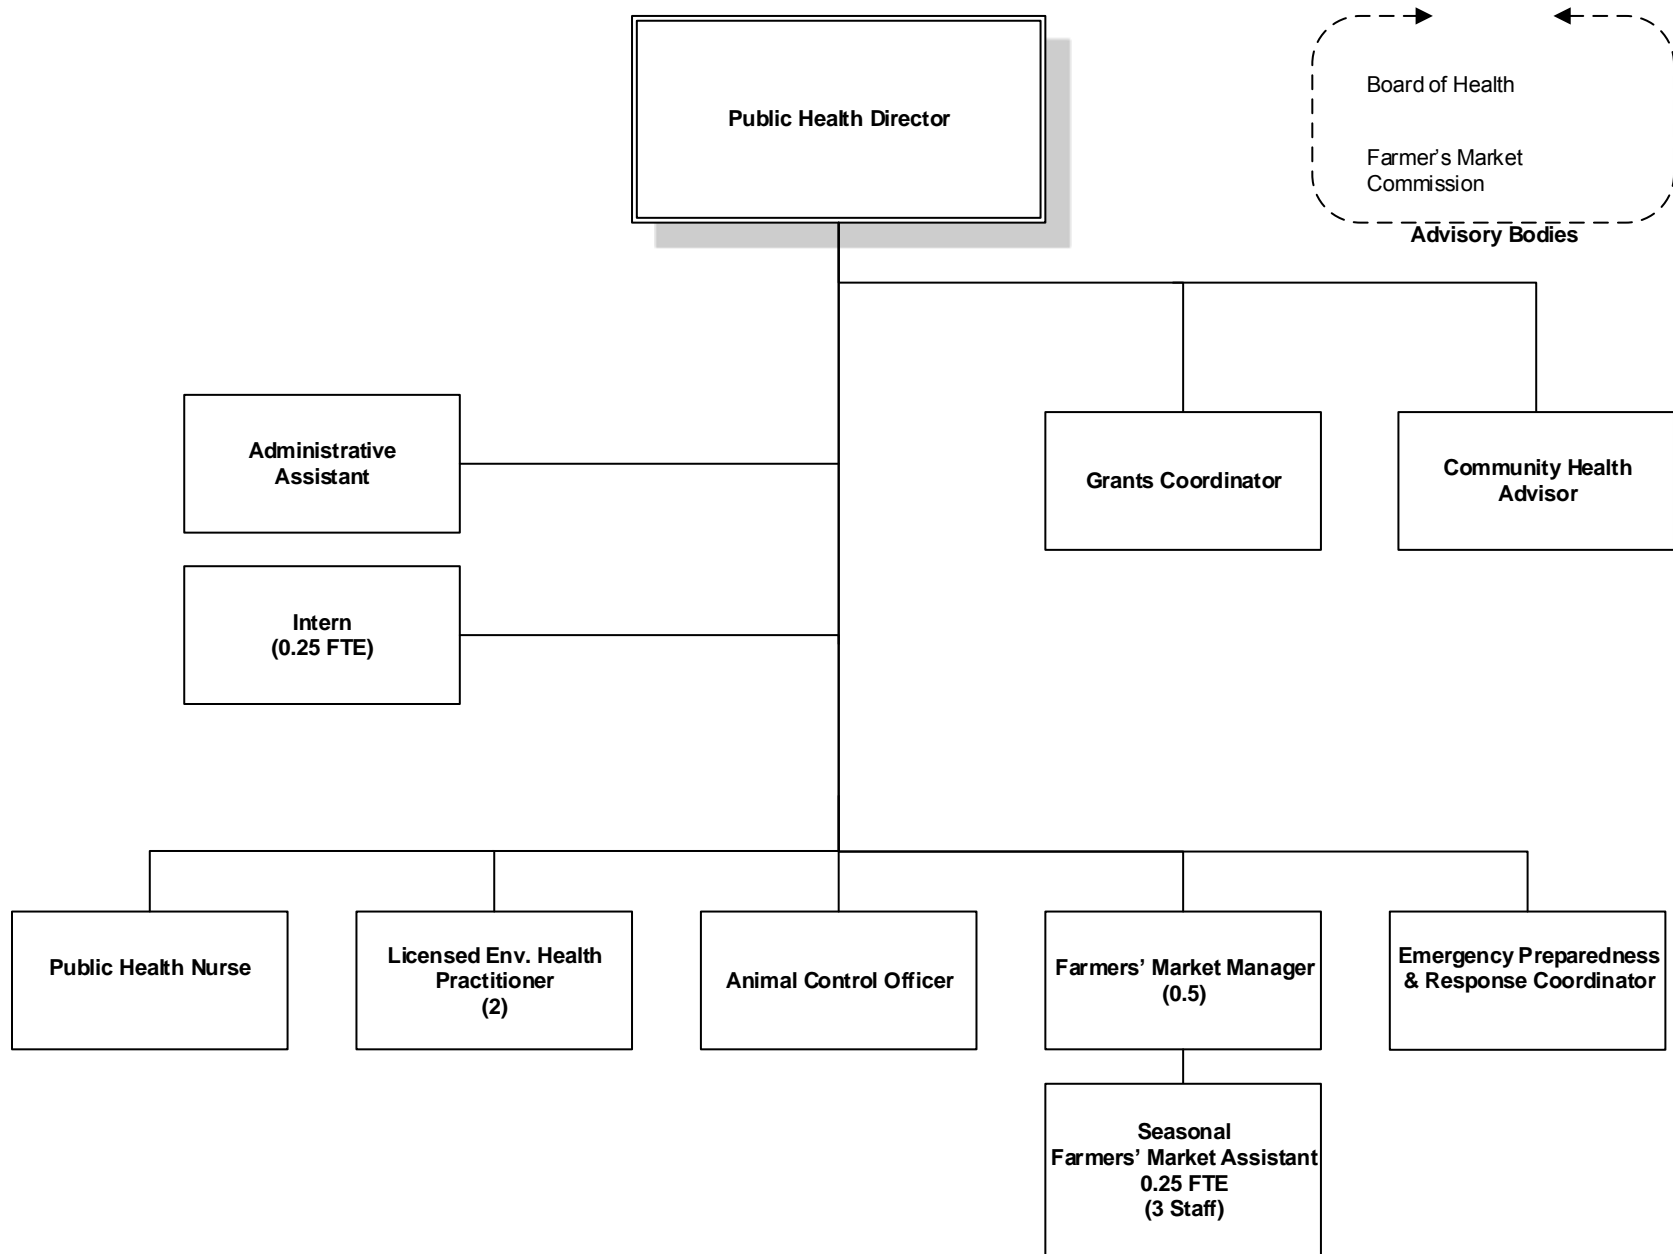 Public Health Director
Board of Health
Farmer’s Market
Commission
Advisory Bodies
Administrative
Assistant
Grants Coordinator
Community Health
Advisor
Intern
(0.25 FTE)
Public Health Nurse
Licensed Env. Health
Practitioner
(2)
Animal Control Officer
Farmers’ Market Manager
(0.5)
Emergency Preparedness
& Response Coordinator
Seasonal
Farmers’ Market Assistant
0.25 FTE
(3 Staff)